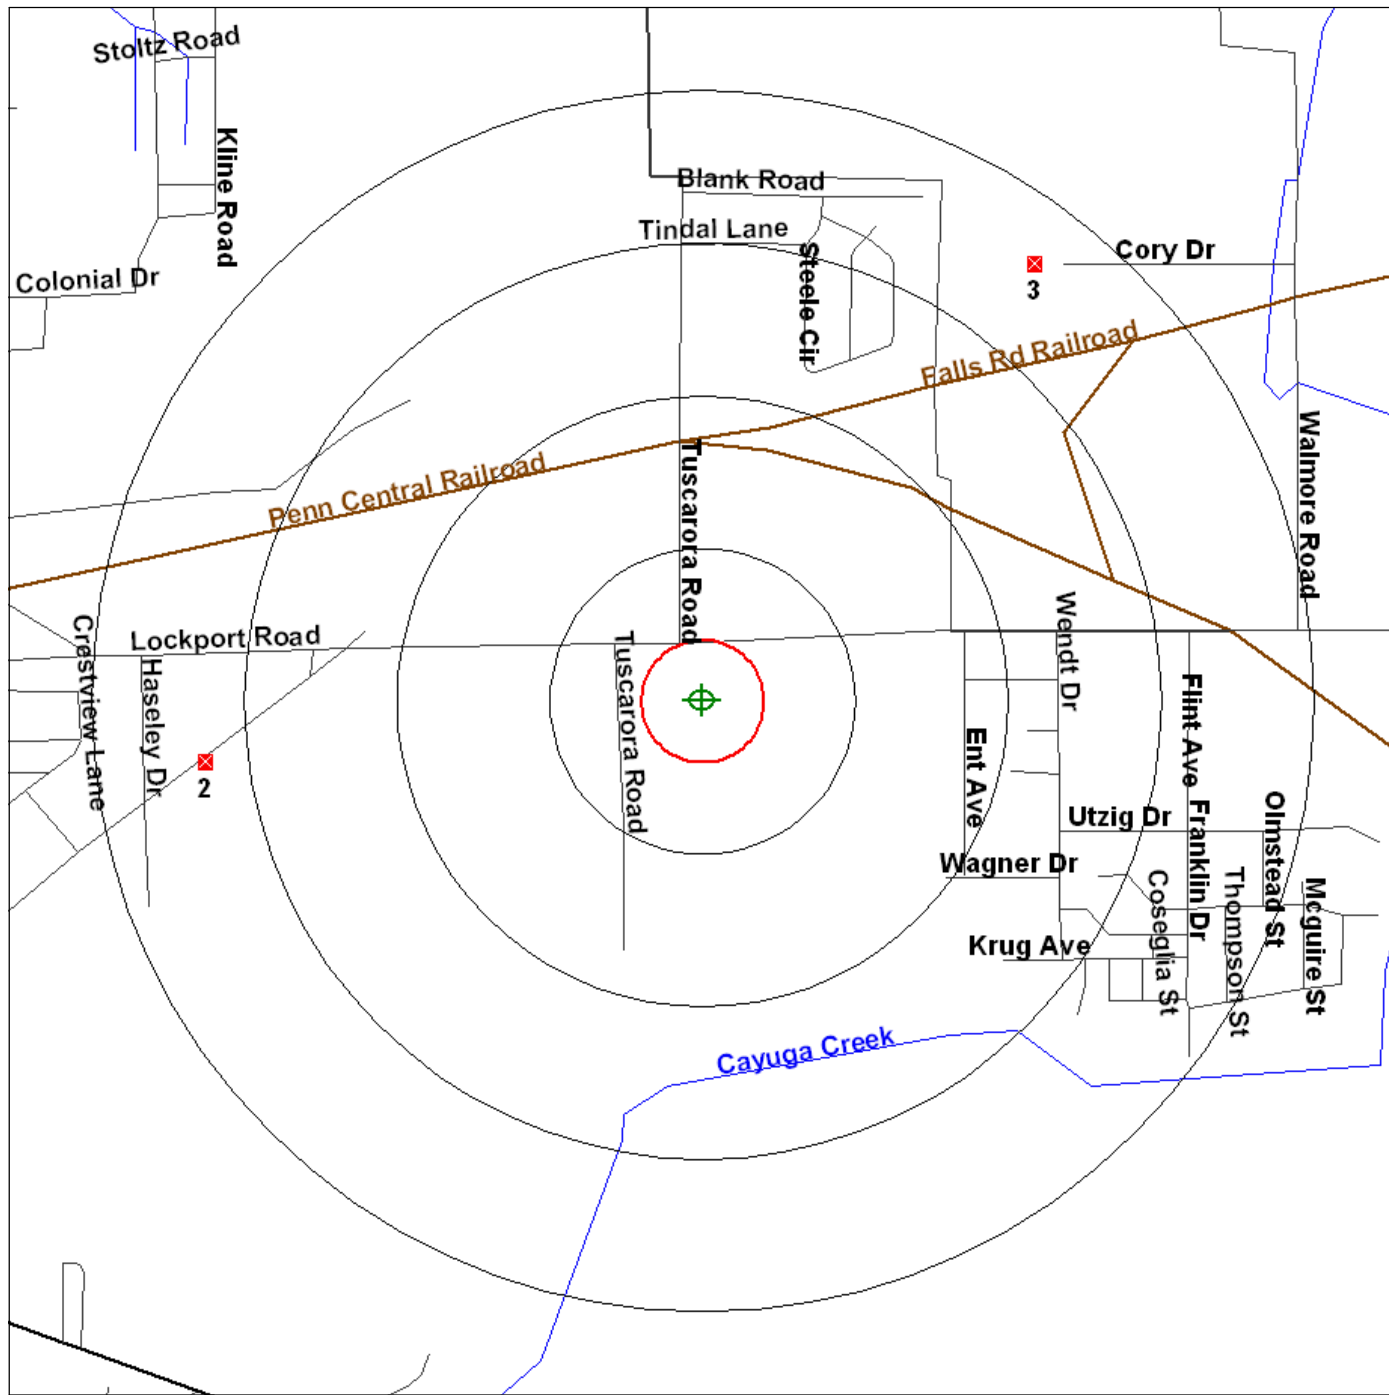 Stoltz Road
Kline Road
Blank Road
Tindal Lane
Steele Cir
Cory Dr
Colonial Dr
3
Falls Rd Railroad
Penn Central Railroad
Tuscarora Road
Walmore Road
Lockport Road
Crestview Lane
Haseley Dr
Tuscarora Road
Wendt Dr
Flint Ave
Ent Ave
2
Utzig Dr
Franklin Dr
Olmstead St
Wagner Dr
Coseglia St
Thompson St
Mcguire St
Krug Ave
Cayuga Creek